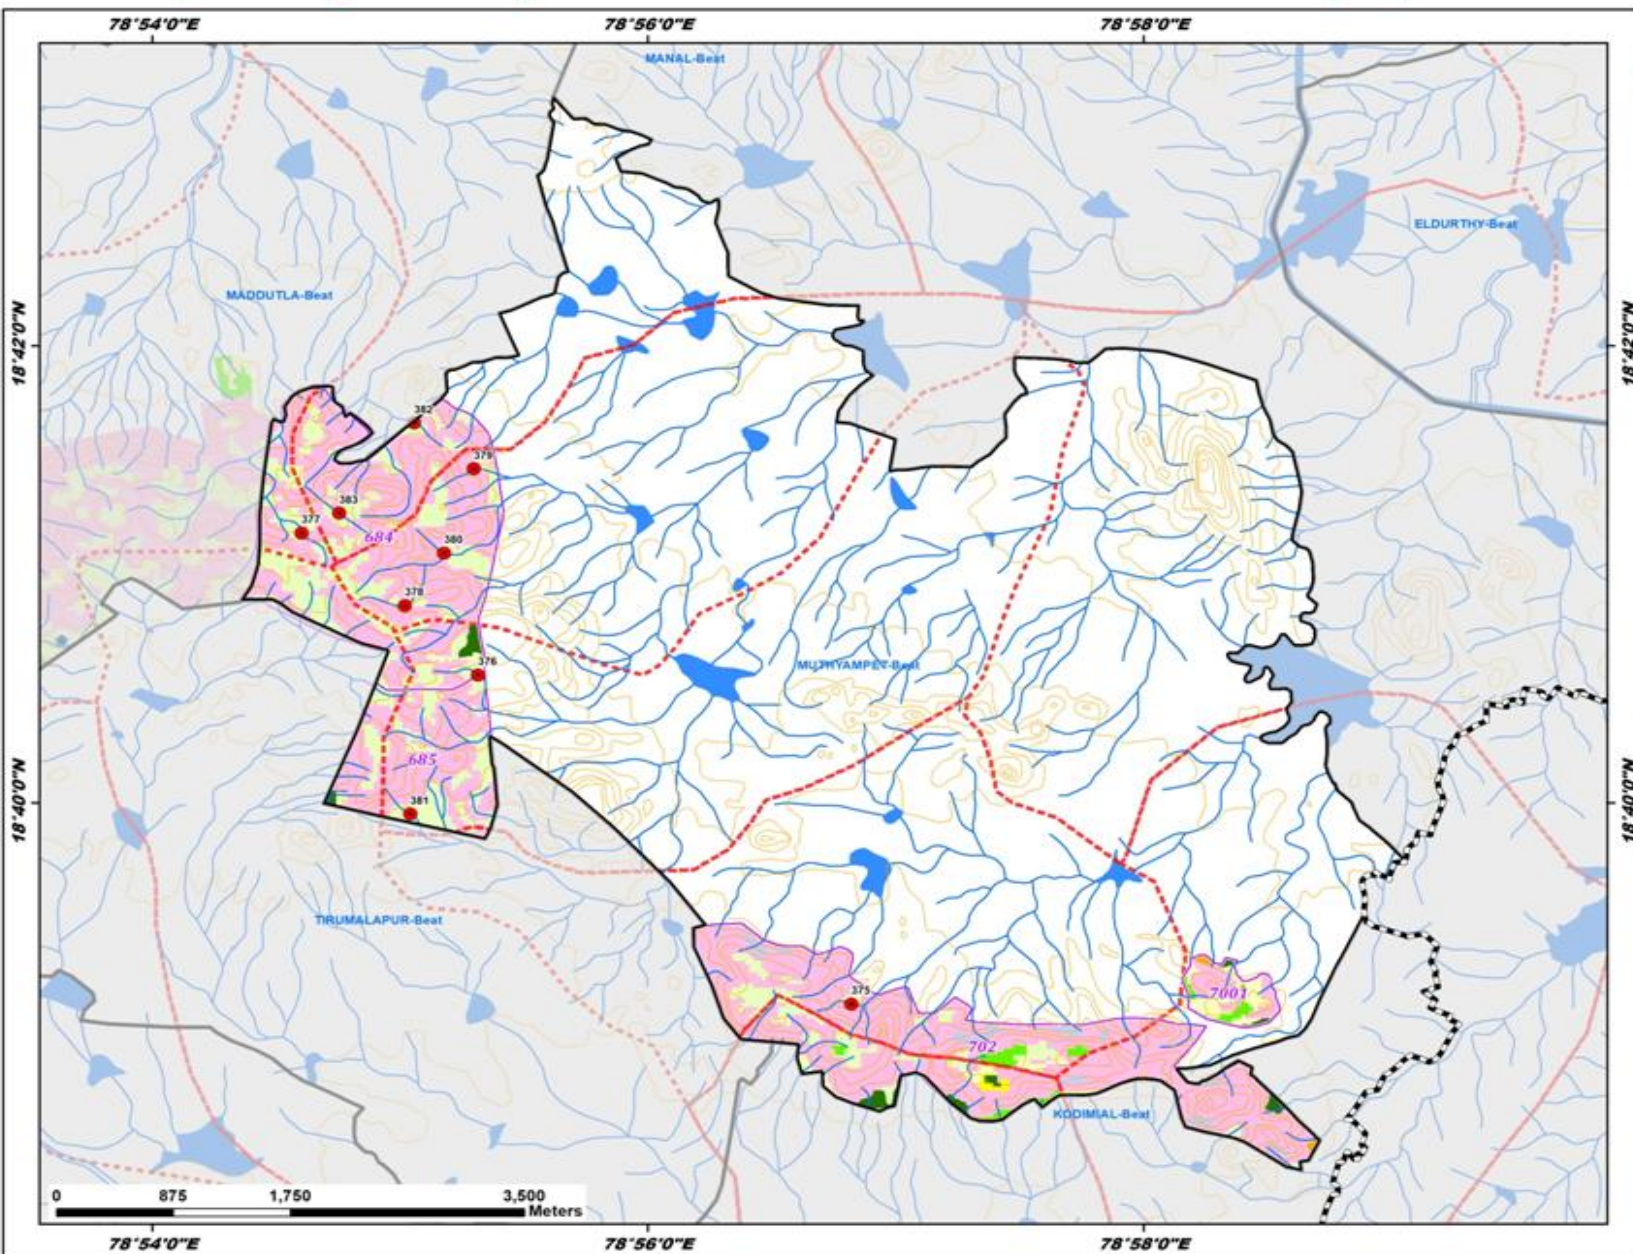 78°54'0"E
78°56'0"E
78°58'0"E
MANAL-Beat
ELDURTHY-Beat
MADDUTLA-Beat
18°42'0"N
18°42'0"N
382
379
383
377
684
380
378
376
MUTHYAMPET-Beat
685
18°40'0"N
18°40'0"N
381
TIRUMALAPUR-Beat
375
7001
702
KODIMIAL-Beat
0 875 1,750 3,500
Meters
78°54'0"E
78°56'0"E
78°58'0"E